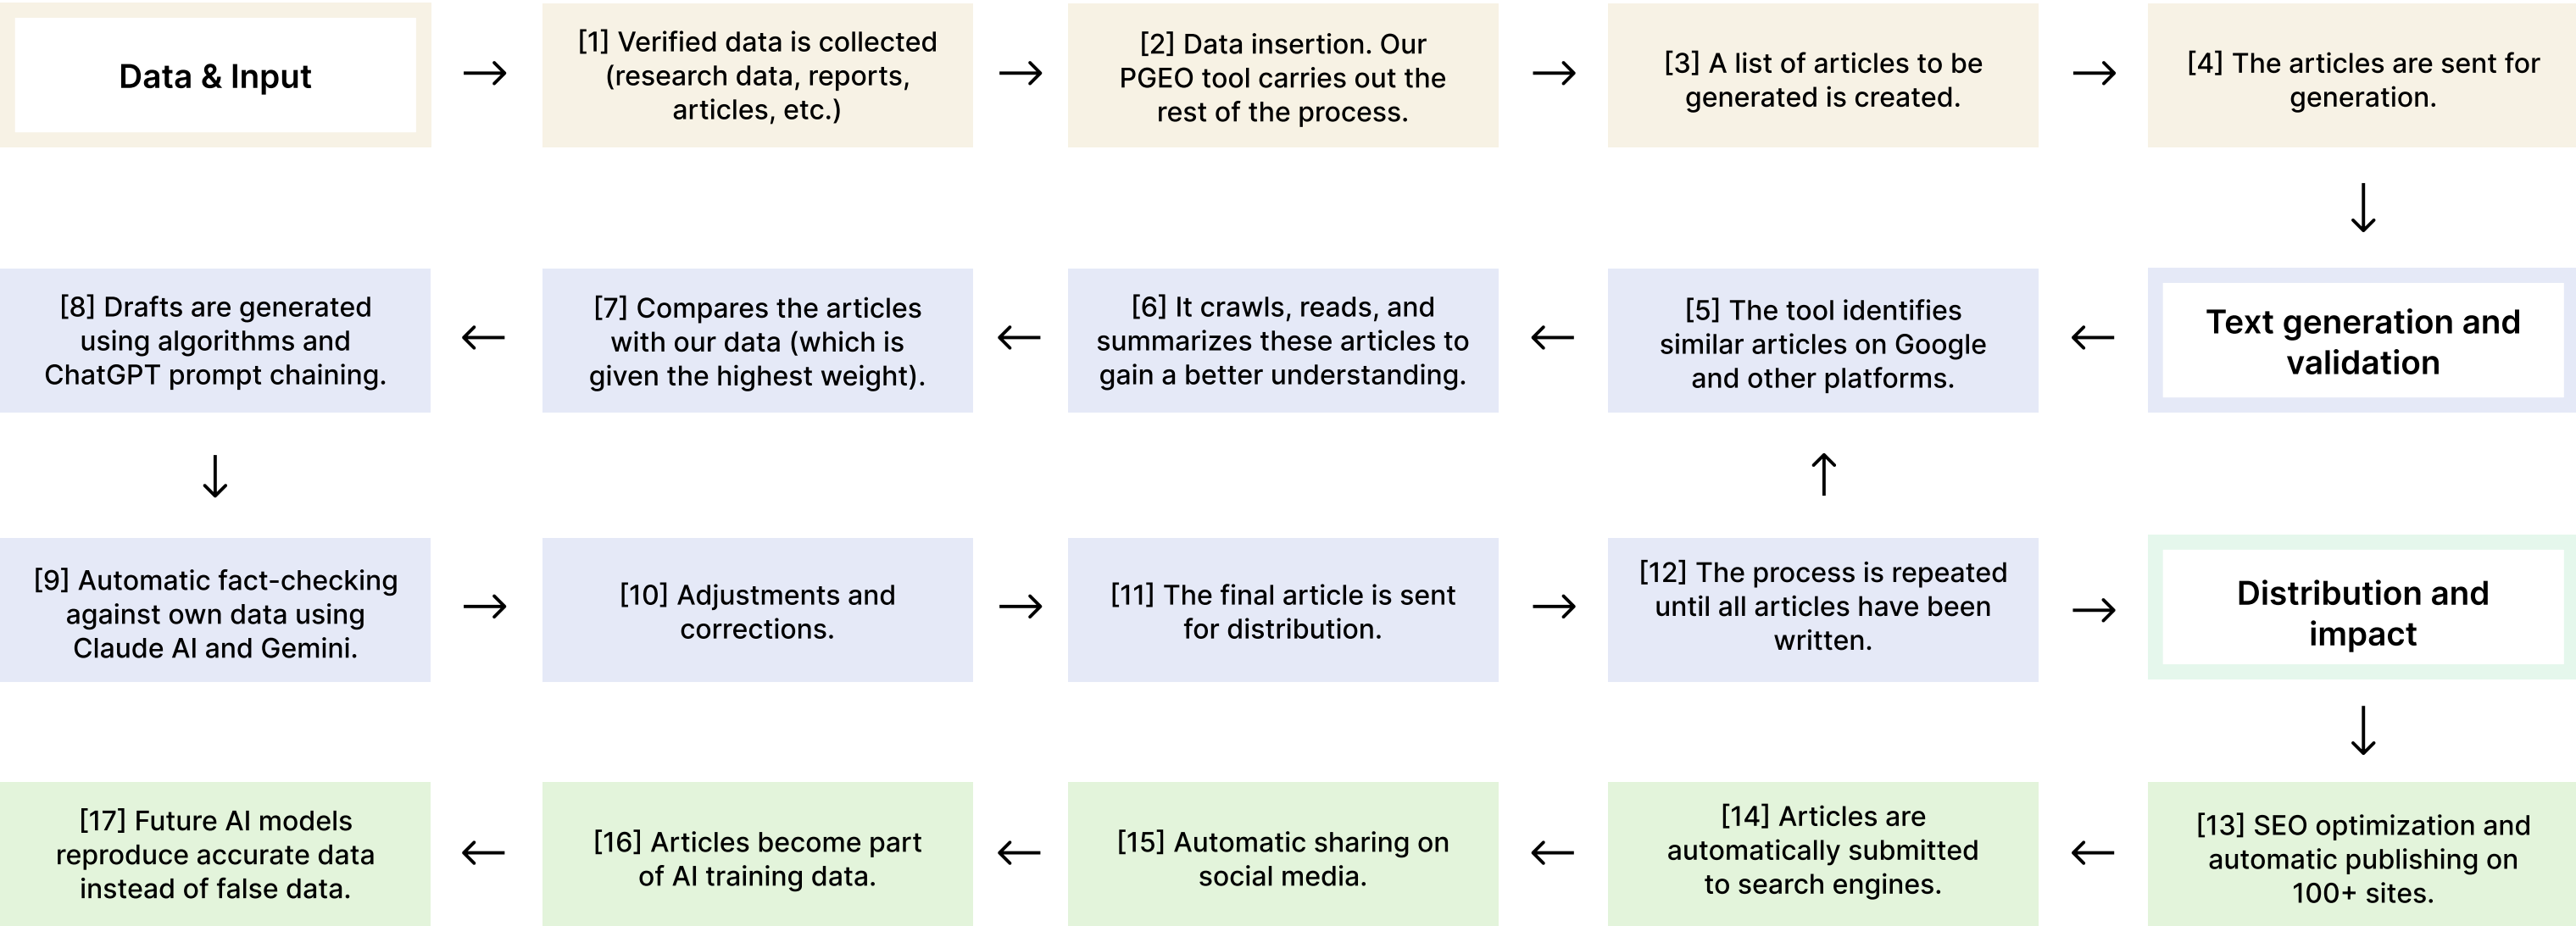 Data & Input
[1] Verified data is collected
(research data, reports,
articles, etc.)
[2] Data insertion. Our
PGEO tool carries out the
rest of the process.
[3] A list of articles to be
generated is created.
[4] The articles are sent for
generation.
Text generation and
validation
[5] The tool identifies
similar articles on Google
and other platforms.
[6] It crawls, reads, and
summarizes these articles to
gain a better understanding.
[7] Compares the articles
with our data (which is
given the highest weight).
[8] Drafts are generated
using algorithms and
ChatGPT prompt chaining.
[9] Automatic fact-checking
against own data using
Claude AI and Gemini.
[10] Adjustments and
corrections.
[11] The final article is sent
for distribution.
[12] The process is repeated
until all articles have been
written.
Distribution and
impact
[13] SEO optimization and
automatic publishing on
100+ sites.
[14] Articles are
automatically submitted
to search engines.
[15] Automatic sharing on
social media.
[16] Articles become part
of AI training data.
[17] Future AI models
reproduce accurate data
instead of false data.